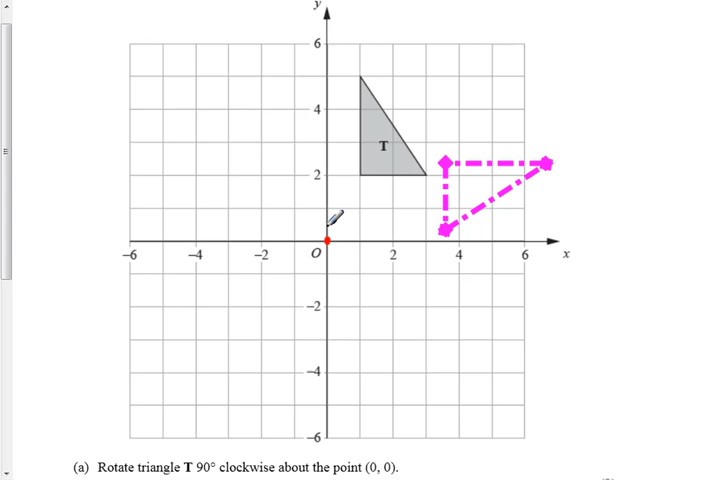 y
6
4
T
2
-6 -4 -2 O 2 4 6 x
-2
-4
-6
(a) Rotate triangle T 90° clockwise about the point (0, 0).